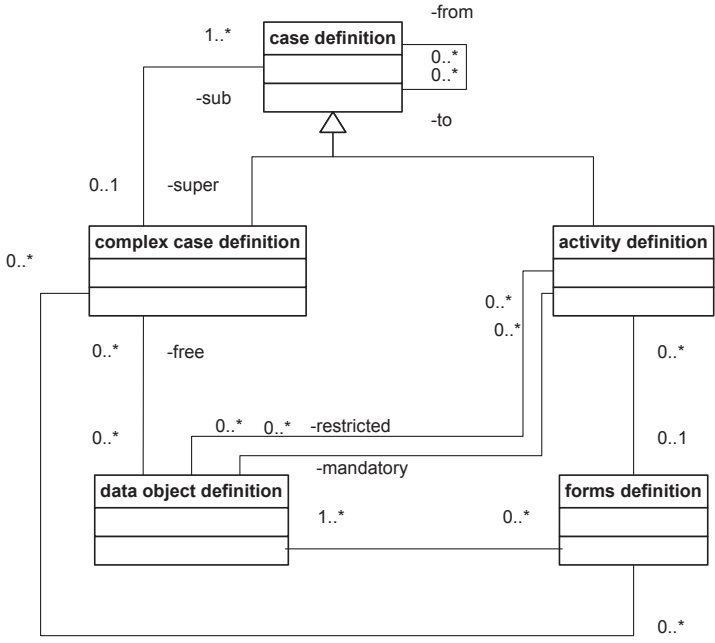 -from
1..*
case definition
0..*
0..*
-sub
-to
0..1
-super
complex case definition
activity definition
0..*
0..*
0..*
0..*
-free
0..*
0..*
0..*
0..*
-restricted
0..1
-mandatory
data object definition
forms definition
1..*
0..*
0..*